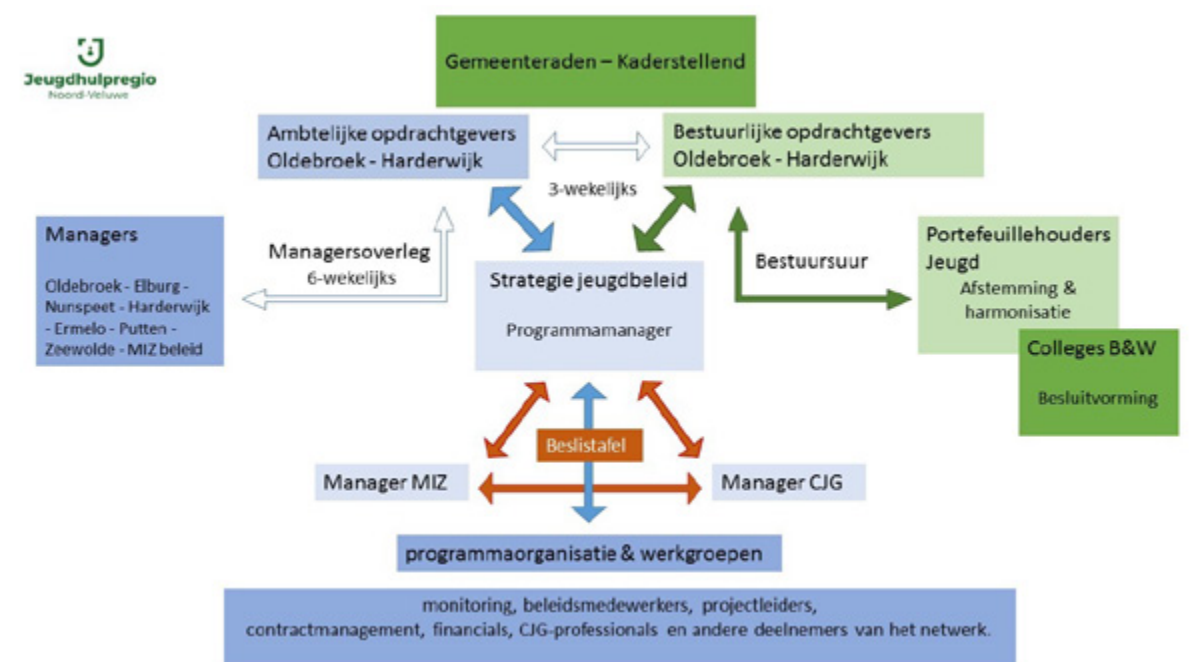 Jeugdhulpregio
Noord-Veluwe
Gemeenteraden – Kaderstellend
Ambtelijke opdrachtgevers
Oldebroek - Harderwijk
Bestuurlijke opdrachtgevers
Oldebroek - Harderwijk
3-wekelijks
Managers
Oldebroek - Elburg -
Nunspeet - Harderwijk
- Ermelo - Putten -
Zeewolde - MIZ beleid
Managersoverleg
6-wekelijks
Strategie jeugdbeleid
Programmamanager
Bestuursuur
Portefeuillehouders
Jeugd
Afstemming &
harmonisatie
Colleges B&W
Besluitvorming
Beslistafel
Manager MIZ
Manager CJG
programmaorganisatie & werkgroepen
monitoring, beleidsmedewerkers, projectleiders,
contractmanagement, financials, CJG-professionals en andere deelnemers van het netwerk.